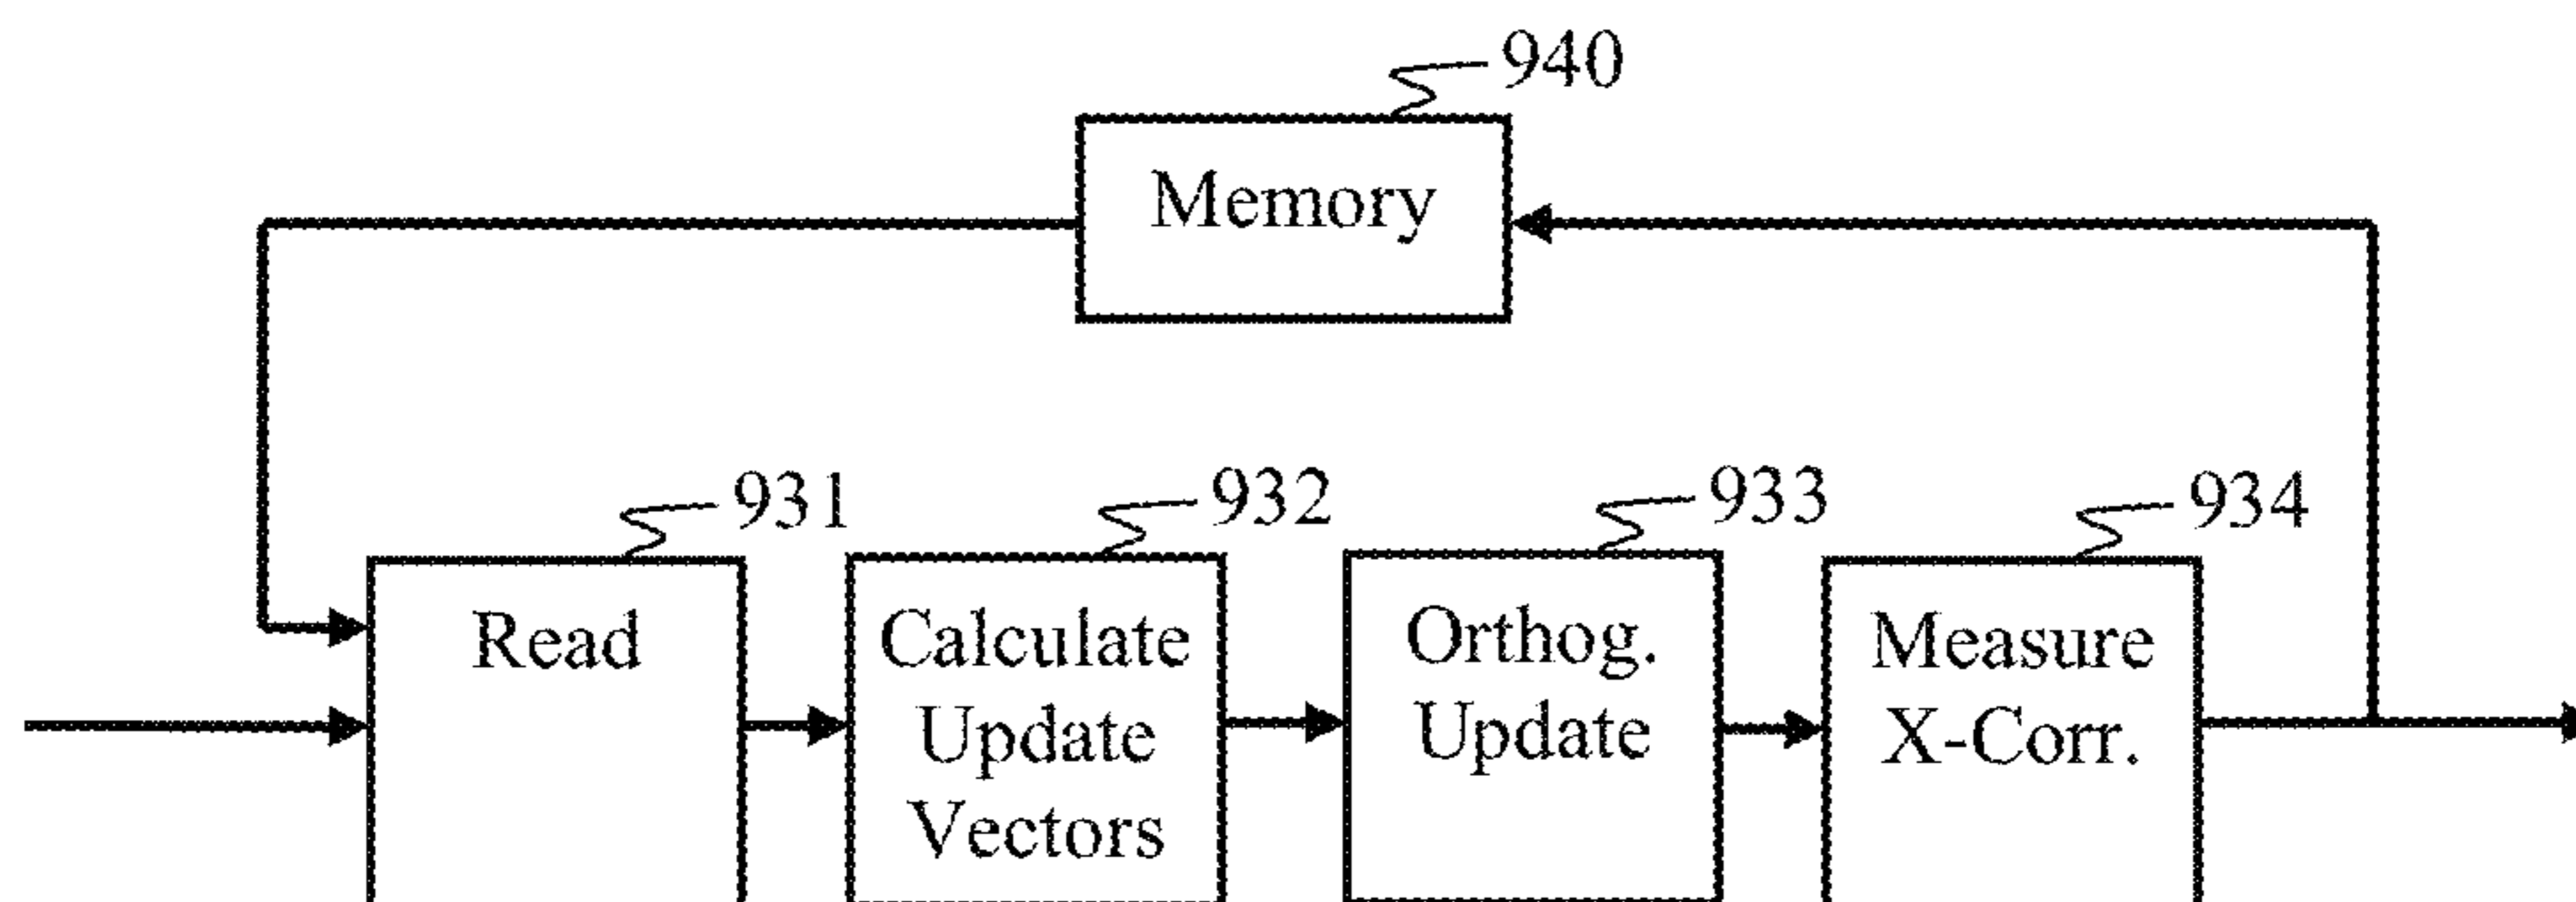 940
Memory
931
932
933
934
Read
Calculate
Update
Vectors
Orthog.
Update
Measure
X-Corr.